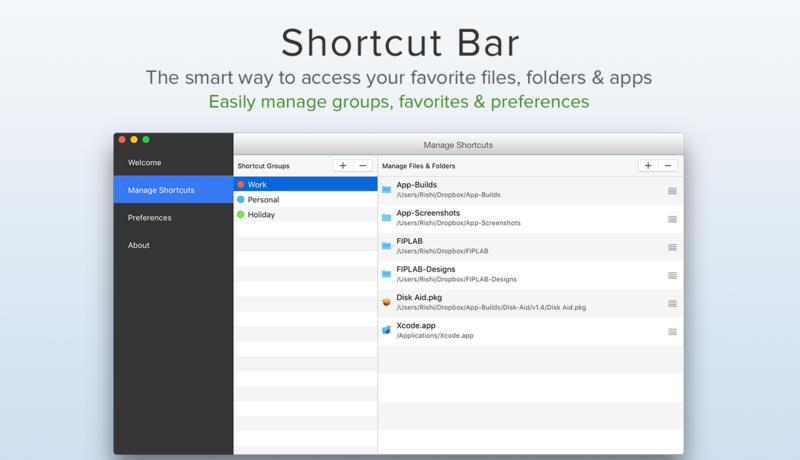 Shortcut Bar
The smart way to access your favorite files, folders & apps
Easily manage groups, favorites & preferences
Manage Shortcuts
Welcome
Manage Shortcuts
Preferences
About
Shortcut Groups
+ −
Work
Personal
Holiday
Manage Files & Folders
+ −
App-Builds
/Users/Rishi/Dropbox/App-Builds
App-Screenshots
/Users/Rishi/Dropbox/App-Screenshots
FIPLAB
/Users/Rishi/Dropbox/FIPLAB
FIPLAB-Designs
/Users/Rishi/Dropbox/FIPLAB-Designs
Disk Aid.pkg
/Users/Rishi/Dropbox/App-Builds/Disk-Aid/v1.4/Disk Aid.pkg
Xcode.app
/Applications/Xcode.app